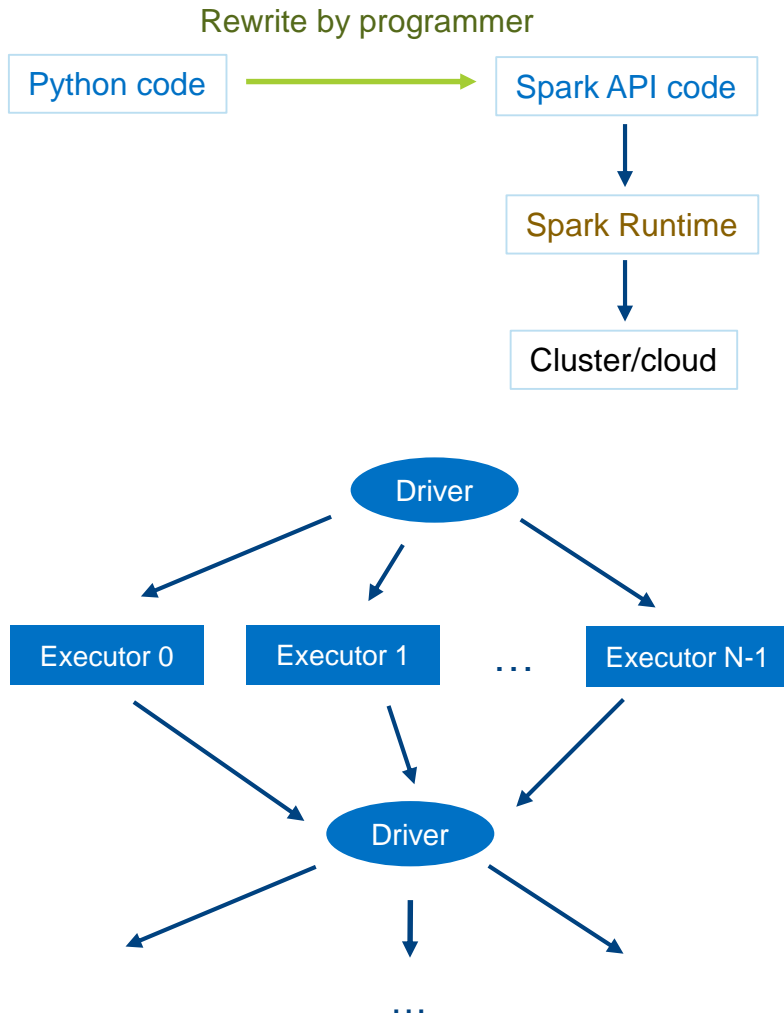 Rewrite by programmer
Python code
Spark API code
Spark Runtime
Cluster/cloud
Driver
Executor 0
Executor 1
...
Executor N-1
Driver
...